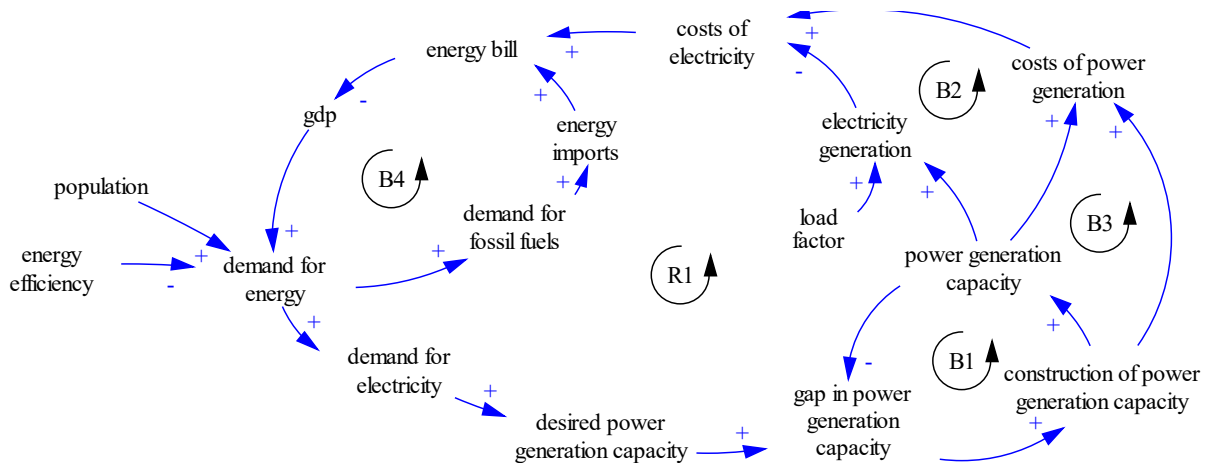 costs of
electricity
+
+
-
energy bill
+
costs of power
generation
B2
-
gdp
+
energy
imports
electricity
generation
+
+
B4
+
population
+
+
demand for
fossil fuels
load
factor
B3
+
+
+
energy
efficiency
-
demand for
energy
R1
power generation
capacity
+
+
demand for
electricity
-
B1
+
gap in power
generation
capacity
construction of power
generation capacity
desired power
generation capacity
+
+